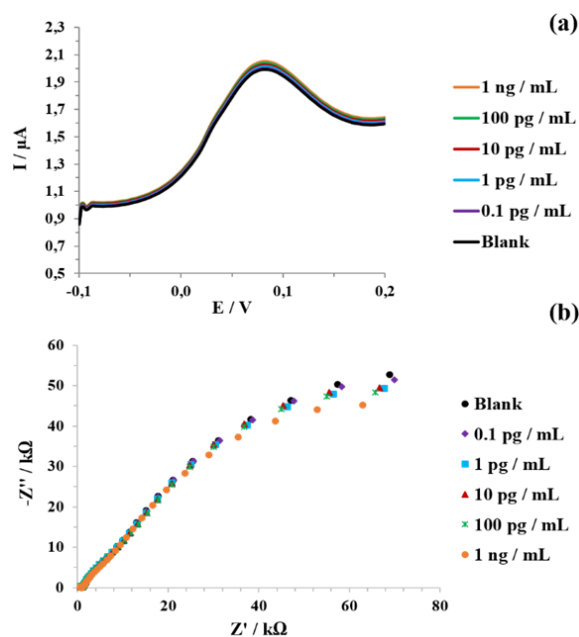 (a)
I / µA
2,3
2,1
1,9
1,7
1,5
1,3
1,1
0,9
0,7
0,5
-0,1
0,0
0,1
0,2
E / V
1 ng / mL
100 pg / mL
10 pg / mL
1 pg / mL
0.1 pg / mL
Blank
(b)
-Z'' / kΩ
60
50
40
30
20
10
0
0
20
40
60
80
Z' / kΩ
Blank
0.1 pg / mL
1 pg / mL
10 pg / mL
100 pg / mL
1 ng / mL